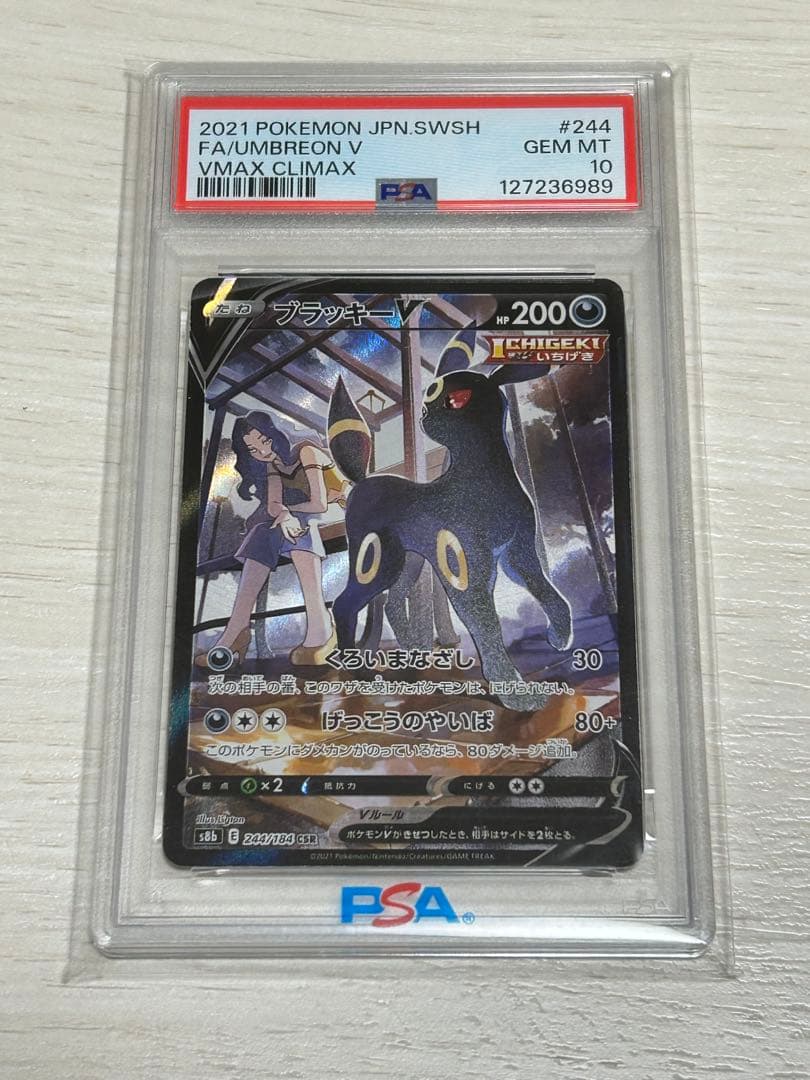 2021 POKEMON JPN.SWSH #244
FA/UMBREON V GEM MT
VMAX CLIMAX 10
PSA 127236989
たね ブラッキーV HP 200
ICHIGEKI
いちげき
くろいまなざし 30
次の相手の番、このワザを受けたポケモンは、にげられない。
げっこうのやいば 80+
このポケモンにダメカンがのっているなら、80ダメージ追加。
弱点 ×2 抵抗力 にげる
Vルール
ポケモンVがきぜつしたとき、相手はサイドを2枚とる。
illus. Ligton
s8b E 244/184 CSR
©2021 Pokémon/Nintendo/Creatures/GAME FREAK.
PSA®
PSA